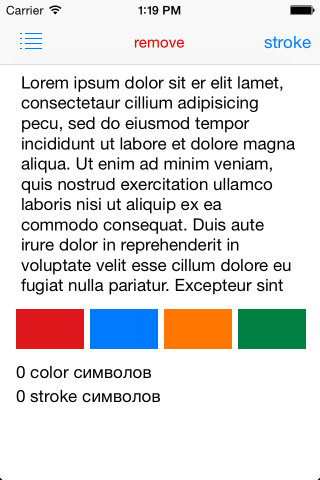 Carrier 1:19 PM
remove stroke
Lorem ipsum dolor sit er elit lamet,
consectetaur cillium adipisicing
pecu, sed do eiusmod tempor
incididunt ut labore et dolore magna
aliqua. Ut enim ad minim veniam,
quis nostrud exercitation ullamco
laboris nisi ut aliquip ex ea
commodo consequat. Duis aute
irure dolor in reprehenderit in
voluptate velit esse cillum dolore eu
fugiat nulla pariatur. Excepteur sint
0 color символов
0 stroke символов